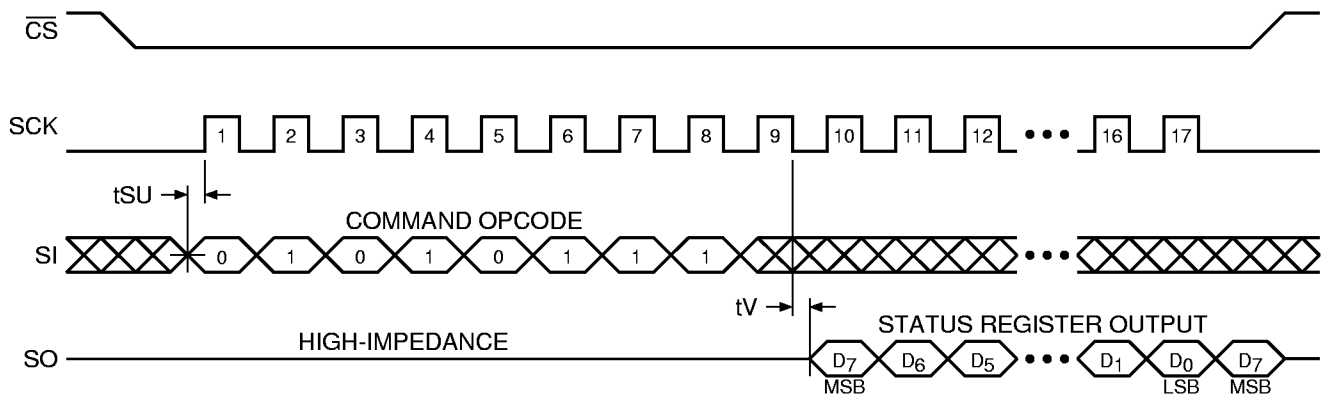 CS
SCK 1 2 3 4 5 6 7 8 9 10 11 12 ••• 16 17
tSU
COMMAND OPCODE
SI 0 1 0 1 0 1 1 1 •••
tV
HIGH-IMPEDANCE STATUS REGISTER OUTPUT
SO D7 D6 D5 ••• D1 D0 D7
MSB LSB MSB